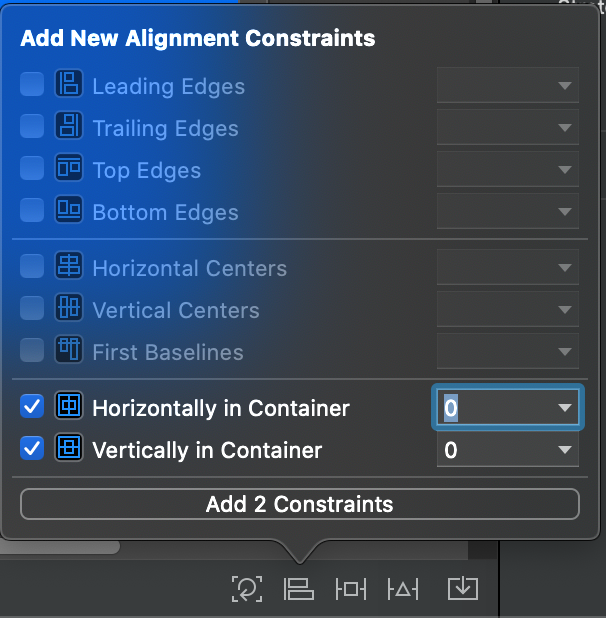 Add New Alignment Constraints
Leading Edges
Trailing Edges
Top Edges
Bottom Edges
Horizontal Centers
Vertical Centers
First Baselines
Horizontally in Container 0
Vertically in Container 0
Add 2 Constraints